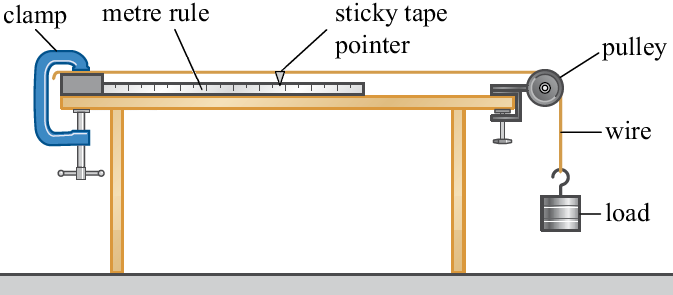 clamp
metre rule
sticky tape
pointer
pulley
wire
load